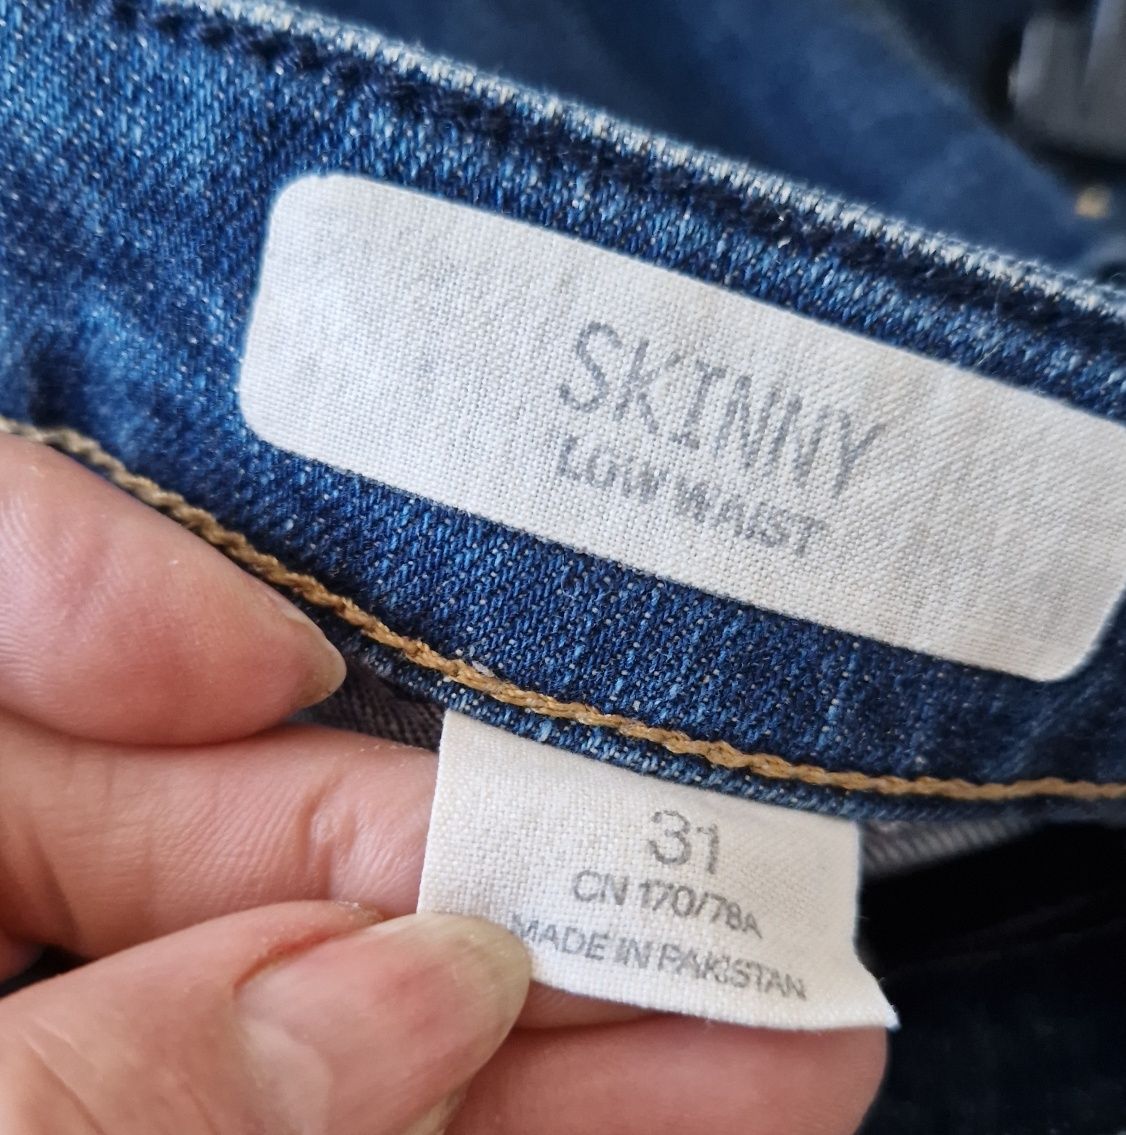 SKINNY
LOW WAIST
31
CN 170/78A
MADE IN PAKISTAN